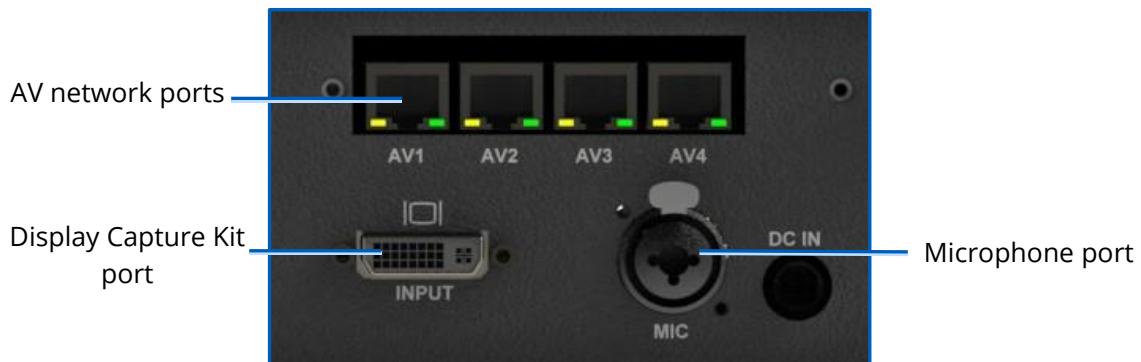 AV network ports
AV1 AV2 AV3 AV4
Display Capture Kit
port
INPUT
DC IN
Microphone port
MIC